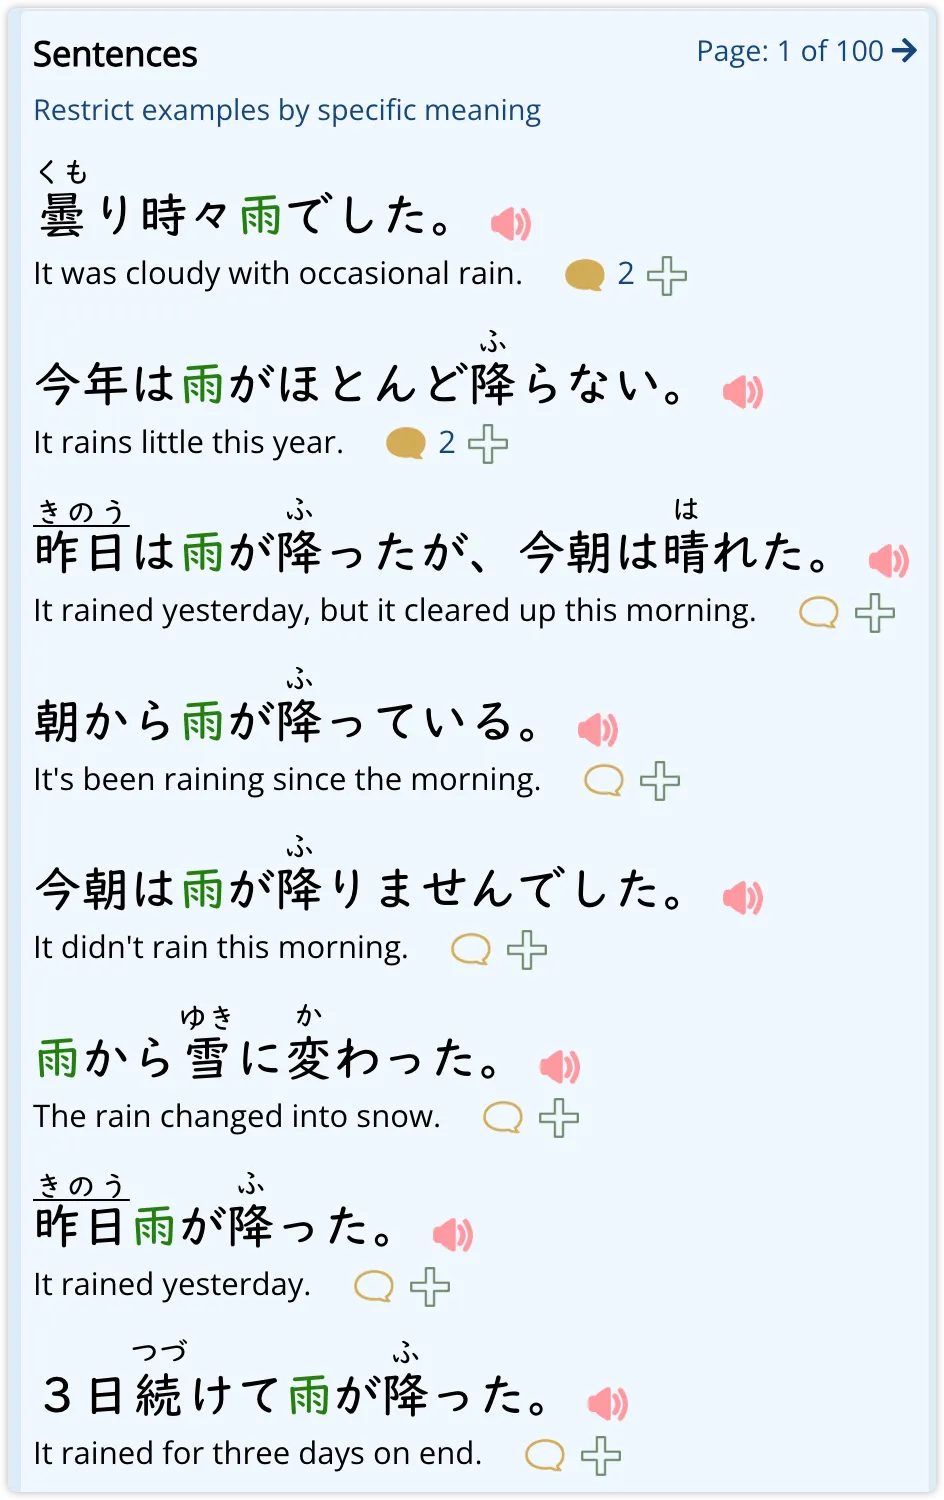 Sentences
Page: 1 of 100
Restrict examples by specific meaning
くも
曇り時々雨でした。
It was cloudy with occasional rain. 2
ふ
今年は雨がほとんど降らない。
It rains little this year. 2
きのう ふ は
昨日は雨が降ったが、今朝は晴れた。
It rained yesterday, but it cleared up this morning.
ふ
朝から雨が降っている。
It's been raining since the morning.
ふ
今朝は雨が降りませんでした。
It didn't rain this morning.
ゆき か
雨から雪に変わった。
The rain changed into snow.
きのう ふ
昨日雨が降った。
It rained yesterday.
つづ ふ
３日続けて雨が降った。
It rained for three days on end.